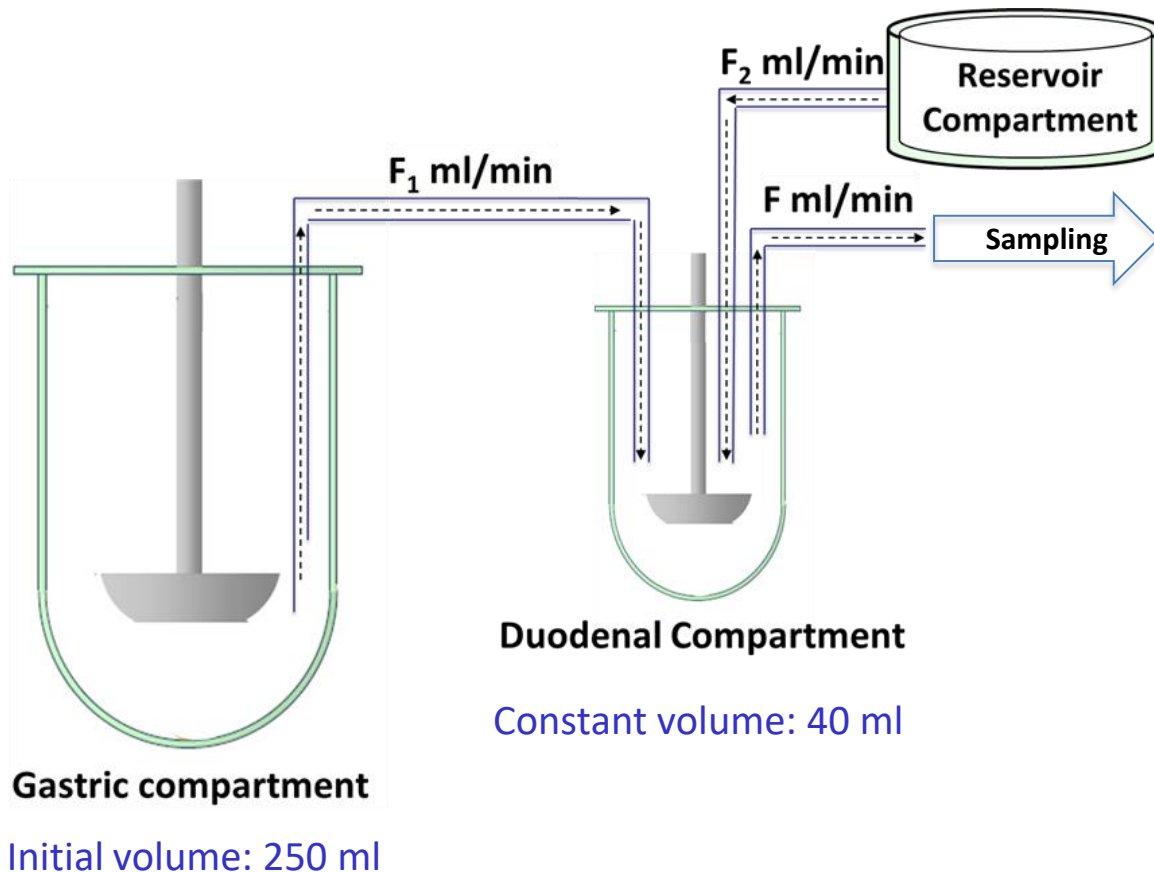 F₂ ml/min
Reservoir
Compartment
F₁ ml/min
F ml/min
Sampling
Duodenal Compartment
Constant volume: 40 ml
Gastric compartment
Initial volume: 250 ml